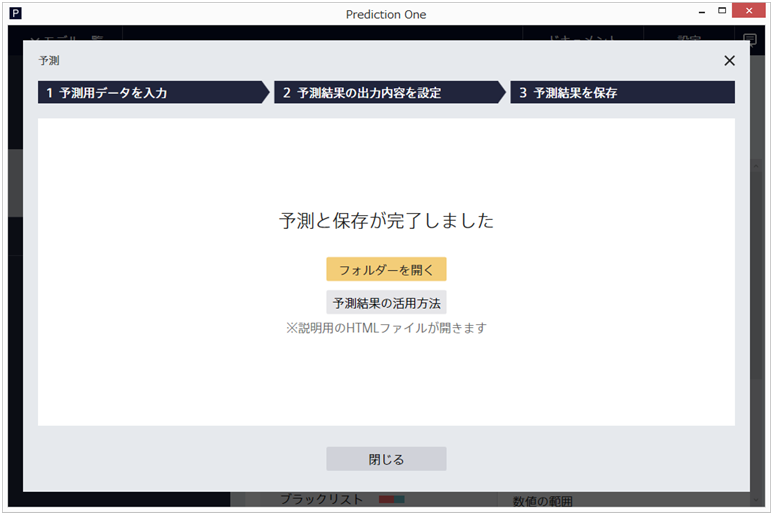 P Prediction One
予測
1 予測用データを入力
2 予測結果の出力内容を設定
3 予測結果を保存
予測と保存が完了しました
フォルダーを開く
予測結果の活用方法
※説明用のHTMLファイルが開きます
閉じる
ブラックリスト
数値の範囲